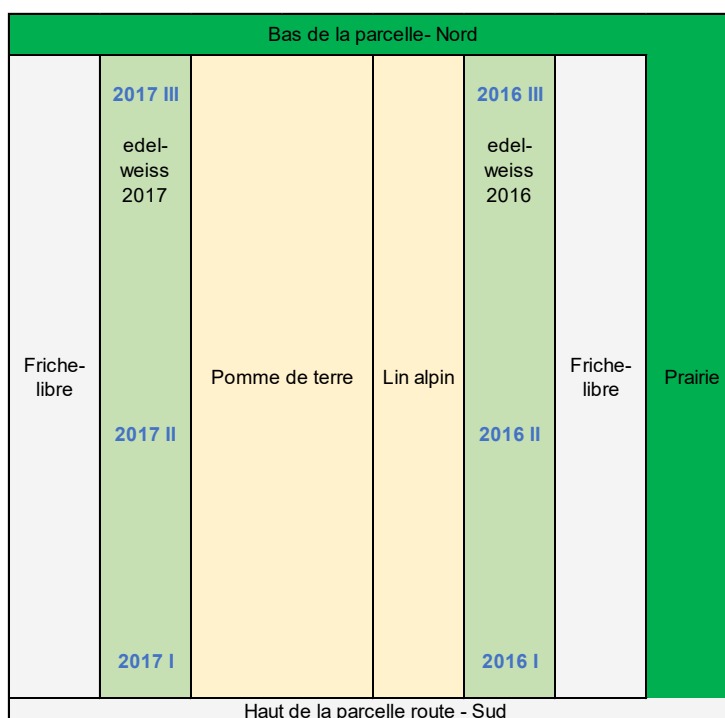 Bas de la parcelle- Nord
2017 III
edel-
weiss
2017
2016 III
edel-
weiss
2016
Friche-
libre
Pomme de terre
Lin alpin
Friche-
libre
Prairie
2017 II
2016 II
2017 I
2016 I
Haut de la parcelle route - Sud